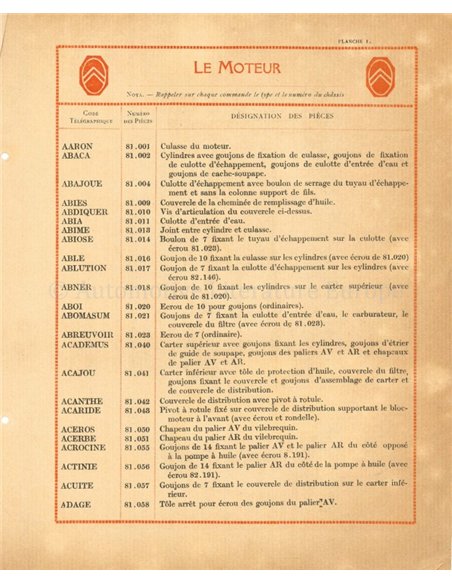 PLANCHE 1.
LE MOTEUR
NOTA. — Rappeler sur chaque commande le type et le numéro du châssis
CODE TÉLÉGRAPHIQUE NUMÉRO DES PIÈCES DÉSIGNATION DES PIÈCES
AARON 81.001 Culasse du moteur.
ABACA 81.002 Cylindres avec goujons de fixation de culasse, goujons de fixation
de culotte d'échappement, goujons de culotte d'entrée d'eau et
goujons de cache-soupape.
ABAJOUE 81.004 Culotte d'échappement avec boulon de serrage du tuyau d'échappe-
ment et sans la colonne support de fils.
ABIES 81.009 Couvercle de la cheminée de remplissage d'huile.
ABDIQUER 81.010 Vis d'articulation du couvercle ci-dessus.
ABIA 81.011 Culotte d'entrée d'eau.
ABIME 81.013 Joint entre cylindre et culasse.
ABIOSE 81.014 Boulon de 7 fixant le tuyau d'échappement sur la culotte (avec
écrou 81.023).
ABLE 81.016 Goujon de 10 fixant la culasse sur les cylindres (avec écrou de 81.020)
ABLUTION 81.017 Goujon de 7 fixant la culotte d'échappement sur les cylindres (avec
écrou 82.146).
ABNER 81.018 Goujon de 10 fixant les cylindres sur le carter supérieur (avec
écrou de 81.020).
ABOI 81.020 Ecrou de 10 pour goujons (ordinaires).
ABOMASUM 81.021 Goujons de 7 fixant la culotte d'entrée d'eau, le carburateur, le
couvercle du filtre (avec écrou de 81.023).
ABREUVOIR 81.023 Ecrou de 7 (ordinaire).
ACADEMUS 81.040 Carter supérieur avec goujons fixant les cylindres, goujons d'étrier
de guide de soupape, goujons des paliers AV et AR et chapeaux
de palier AV et AR.
ACAJOU 81.041 Carter inférieur avec tôle de protection d'huile, couvercle du filtre,
goujons fixant le couvercle et goujons d'assemblage de carter et
de couvercle de distribution.
ACANTHE 81.042 Couvercle de distribution avec pivot à rotule.
ACARIDE 81.043 Pivot à rotule fixé sur couvercle de distribution supportant le bloc-
moteur à l'avant (avec écrou et rondelle).
ACEROS 81.050 Chapeau du palier AV du vilebrequin.
ACERBE 81.051 Chapeau du palier AR du vilebrequin.
ACROCINE 81.055 Goujons de 14 fixant le palier AV et le palier AR du côté opposé
à la pompe à huile (avec écrou 8.191).
ACTINIE 81.056 Goujon de 14 fixant le palier AR du côté de la pompe à huile (avec
écrou 82.191).
ACUITE 81.057 Goujons de 7 fixant le couvercle de distribution sur le carter infé-
rieur.
ADAGE 81.058 Tôle arrêt pour écrou des goujons du palier AV.